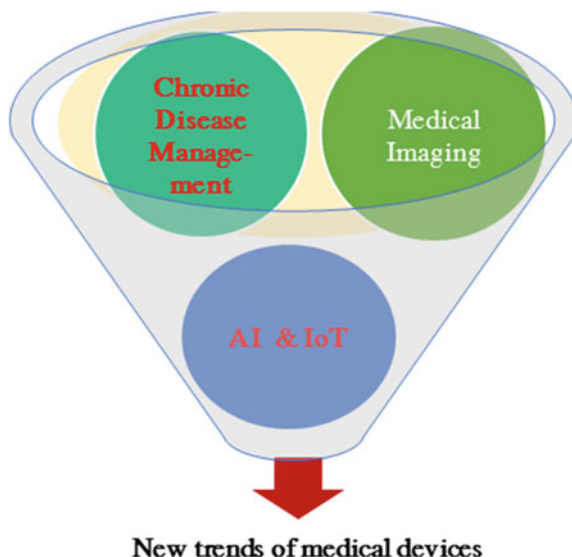 Chronic
Disease
Manage-
ment
Medical
Imaging
AI & IoT
New trends of medical devices